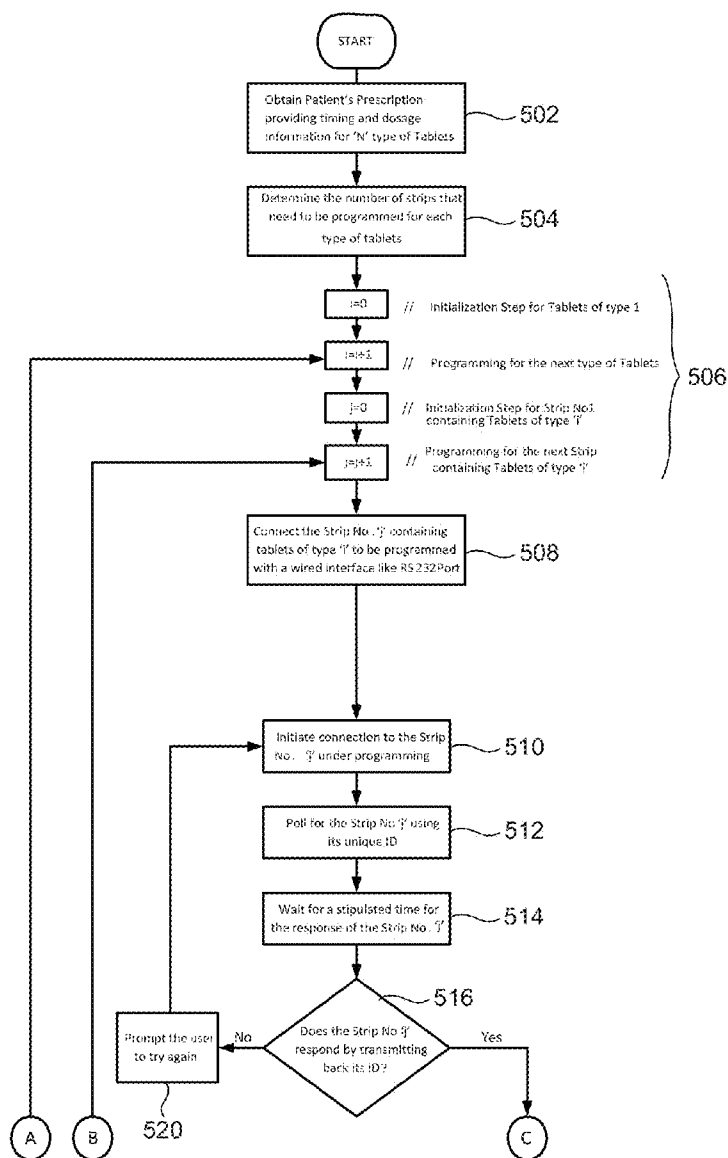 START
Obtain Patient's Prescription
providing timing and dosage
information for 'N' type of Tablets
502
Determine the number of strips that
need to be programmed for each
type of tablets
504
i=0
// Initialization Step for Tablets of type 1
i=i+1
// Programming for the next type of Tablets
506
j=0
// Initialization Step for Strip No1
containing Tablets of type 'i'
j=j+1
// Programming for the next Strip
containing Tablets of type 'i'
Connect the Strip No. 'j' containing
tablets of type 'i' to be programmed
with a wired interface like RS232Port
508
Initiate connection to the Strip
No. 'j' under programming
510
Poll for the Strip No 'j' using
its unique ID
512
Wait for a stipulated time for
the response of the Strip No. 'j'
514
516
Does the Strip No 'j'
respond by transmitting
back its ID?
No
Yes
Prompt the user
to try again
520
A
B
C